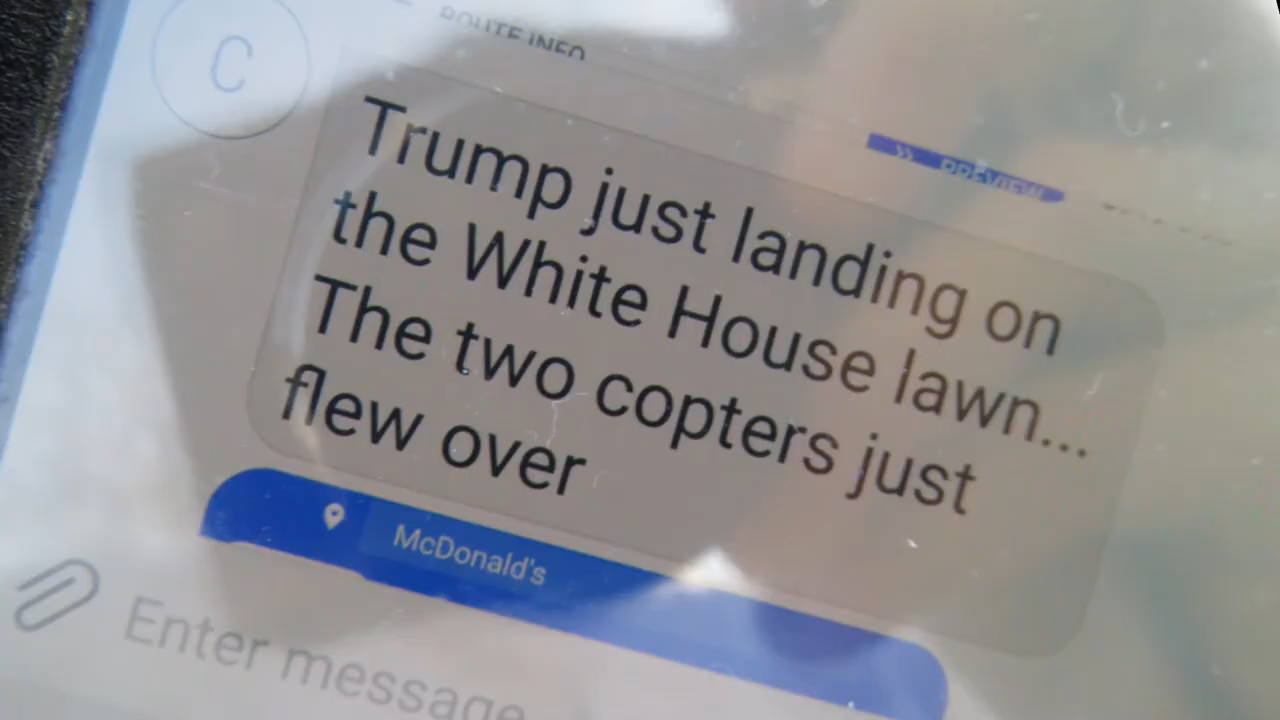 C
ROUTE INFO
PREVIEW
Trump just landing on
the White House lawn...
The two copters just
flew over
McDonald's
Enter message